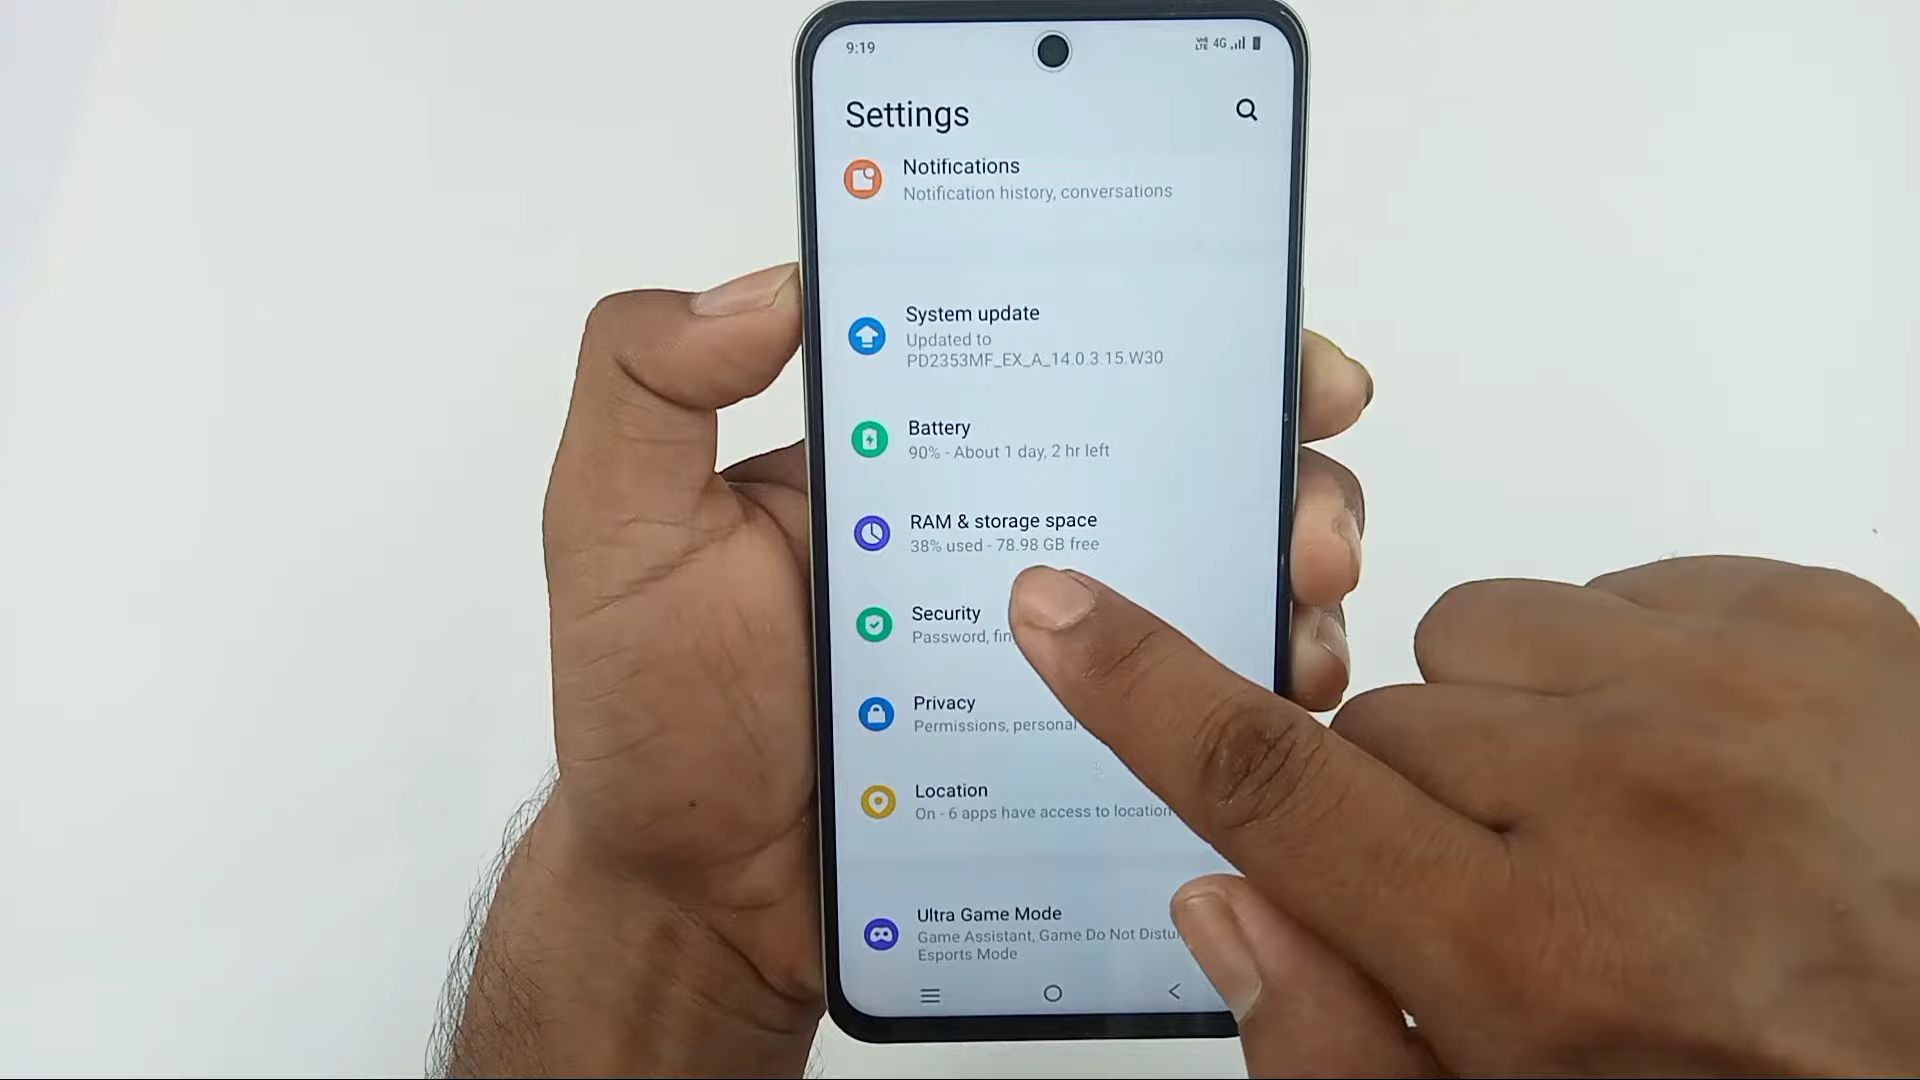 9:19
4G
Settings
Notifications
Notification history, conversations
System update
Updated to
PD2353MF_EX_A_14.0.3.15.W30
Battery
90% - About 1 day, 2 hr left
RAM & storage space
38% used - 78.98 GB free
Security
Password,
Privacy
Permissions, personal
Location
On - 6 apps have access to location
Ultra Game Mode
Game Assistant, Game Do Not
Esports Mode